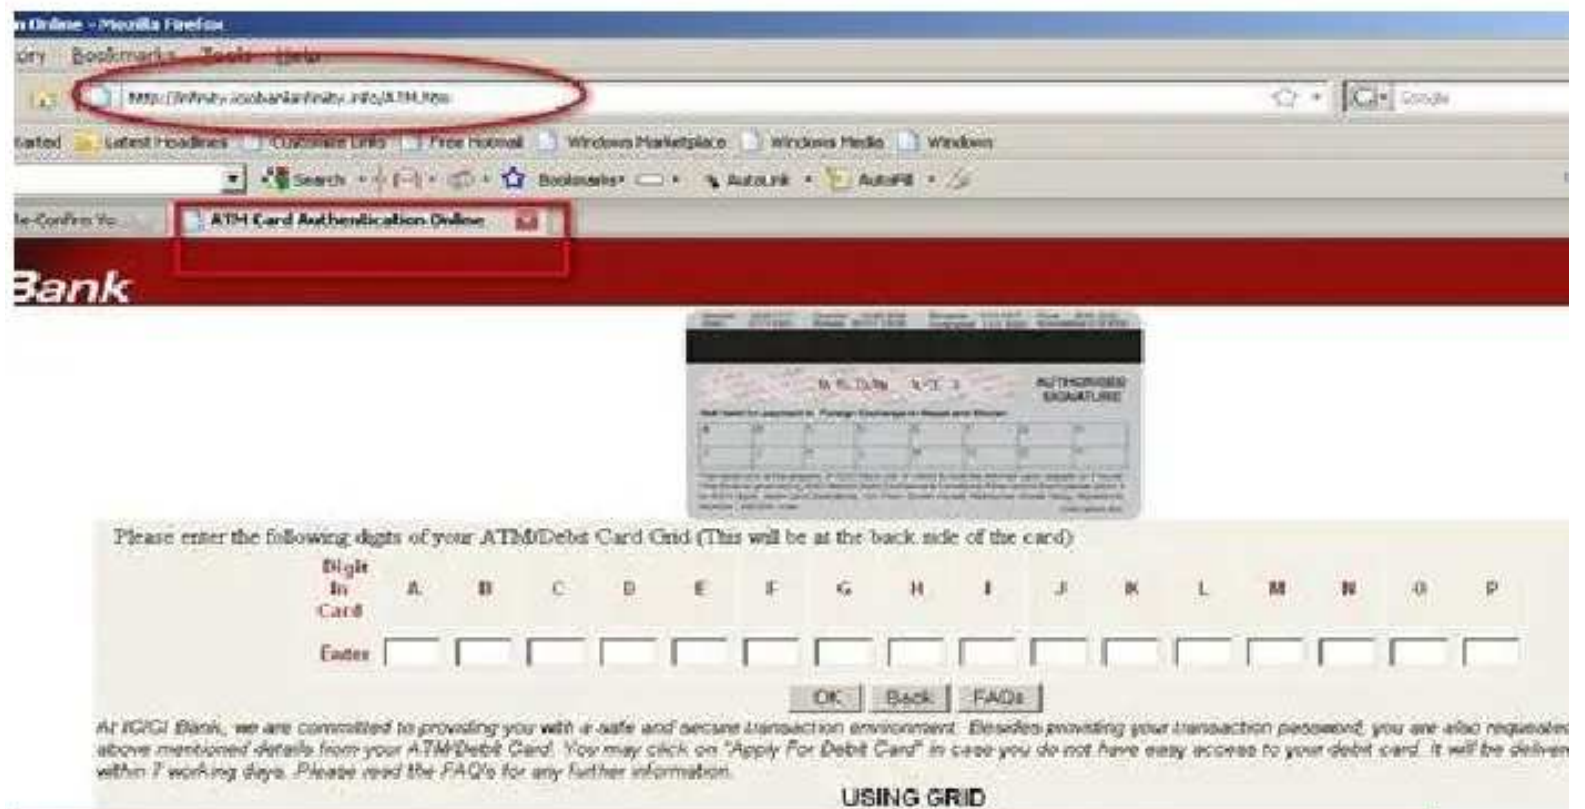 n Online - Mozilla Firefox
ory Bookmarks Tools Help
Google
tarted Latest Headlines Customize Links Free Hotmail Windows Marketplace Windows Media Windows
Search Bookmarks AutoLink AutoFill
ATM Card Authentication Online
Bank
AUTHORISED
SIGNATURE
Please enter the following digits of your ATM/Debit Card Grid (This will be at the back side of the card)
Digit
In
Card
A B C D E F G H I J K L M N O P
Enter
OK Back FAQs
At ICICI Bank, we are committed to providing you with a safe and secure transaction environment. Besides providing your transaction password, you are also requested
above mentioned details from your ATM/Debit Card. You may click on "Apply For Debit Card" in case you do not have easy access to your debit card. It will be deliver
within 7 working days. Please read the FAQ's for any further information.
USING GRID